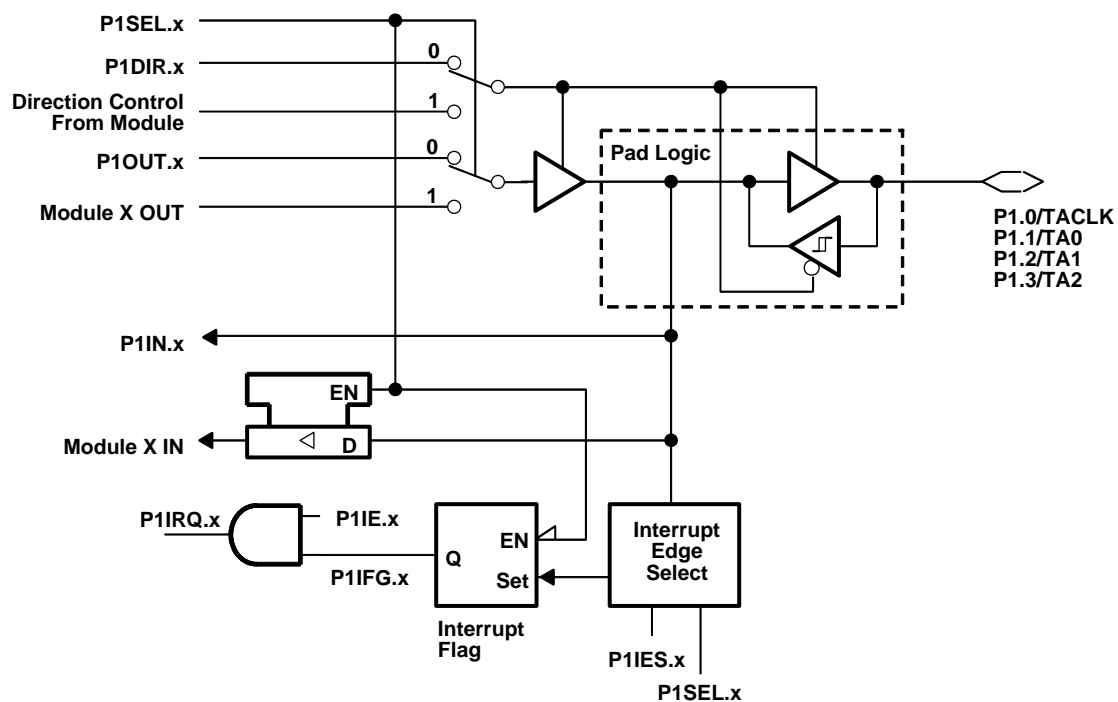 P1SEL.x
0
P1DIR.x
1
Direction Control
From Module
0
P1OUT.x
1
Module X OUT
Pad Logic
P1.0/TACLK
P1.1/TA0
P1.2/TA1
P1.3/TA2
P1IN.x
EN
Module X IN
D
P1IRQ.x
P1IE.x
P1IFG.x
Q
EN
Set
Interrupt
Flag
Interrupt
Edge
Select
P1IES.x
P1SEL.x